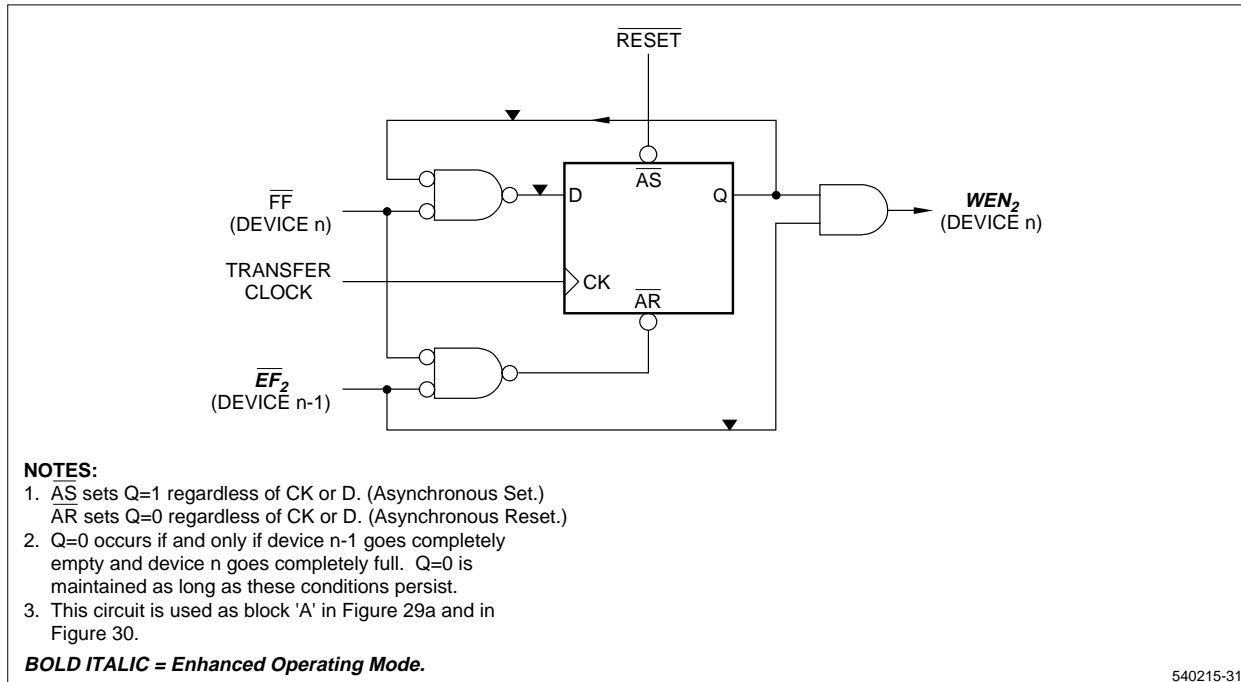 RESET
FF
(DEVICE n)
TRANSFER
CLOCK
EF2
(DEVICE n-1)
D
AS
Q
CK
AR
WEN2
(DEVICE n)
NOTES:
1. AS sets Q=1 regardless of CK or D. (Asynchronous Set.)
AR sets Q=0 regardless of CK or D. (Asynchronous Reset.)
2. Q=0 occurs if and only if device n-1 goes completely
empty and device n goes completely full. Q=0 is
maintained as long as these conditions persist.
3. This circuit is used as block 'A' in Figure 29a and in
Figure 30.
BOLD ITALIC = Enhanced Operating Mode.
540215-31